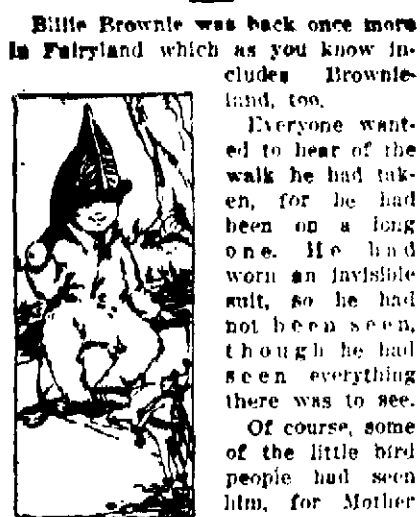 Billie Brownie was back once more
in Fairyland which as you know in-
cludes Brownie-
land, too.
Everyone want-
ed to hear of the
walk he had tak-
en, for he had
been on a long
one. He had
worn an invisible
suit, so he had
not been seen,
though he had
seen everything
there was to see.
Of course, some
of the little bird
people had seen
him, for Mother